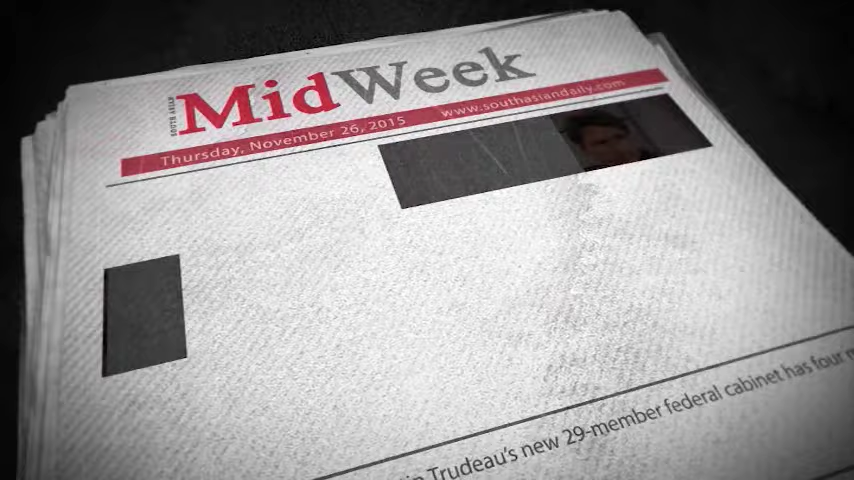 SOUTH ASIAN
MidWeek
Thursday, November 26, 2015 www.southasiandaily.com
Trudeau's new 29-member federal cabinet has four